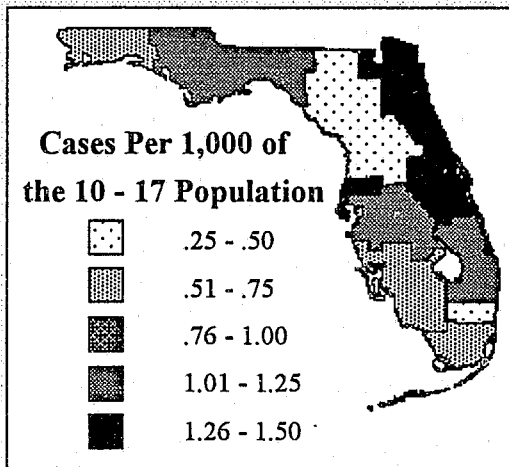 Cases Per 1,000 of
the 10 - 17 Population
.25 - .50
.51 - .75
.76 - 1.00
1.01 - 1.25
1.26 - 1.50